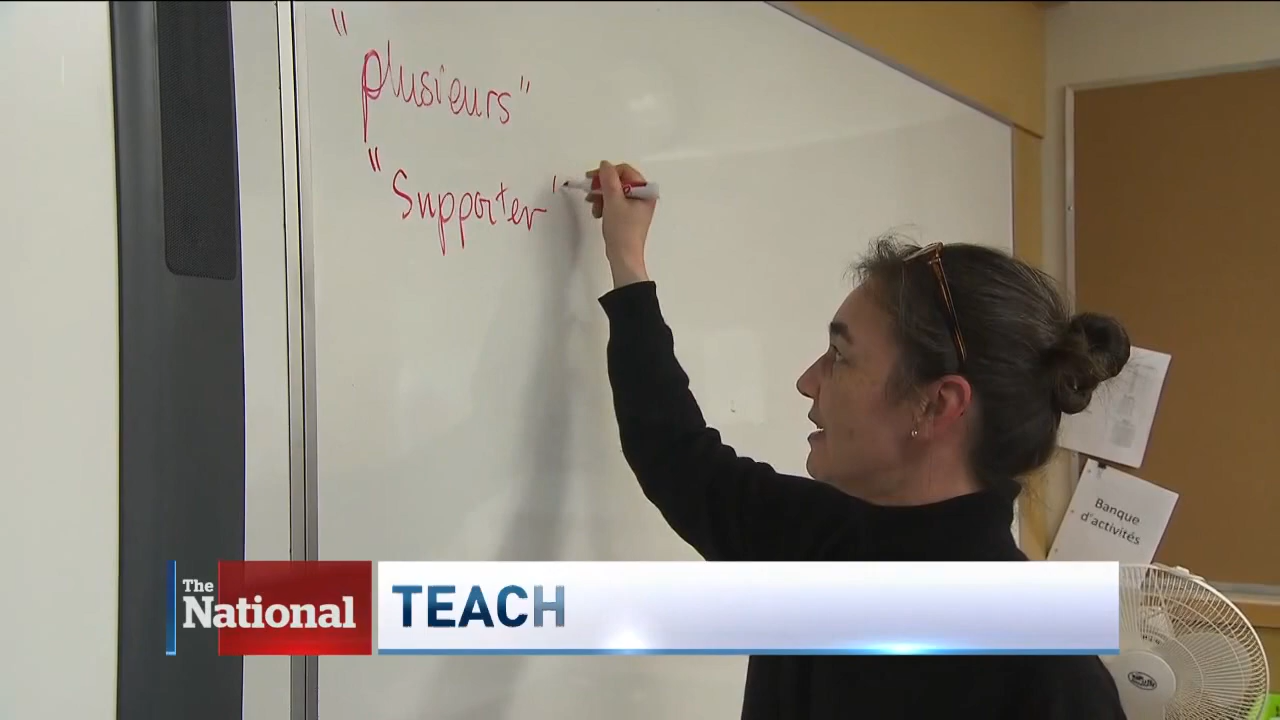 "
"plusieurs"
"Supporter'
Banque
d'activités
The
National
TEACH